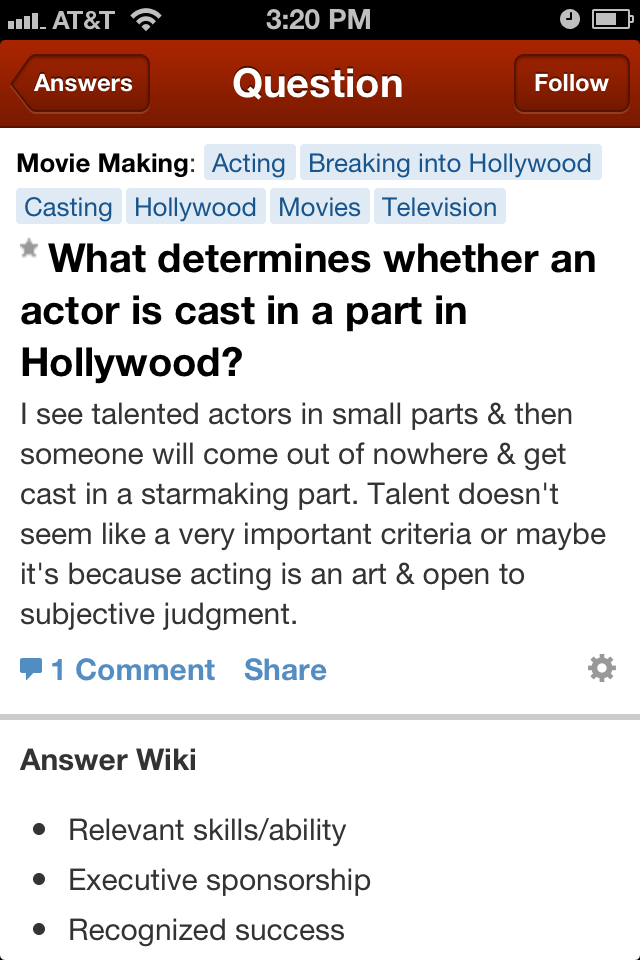 AT&T 3:20 PM
Answers Question Follow
Movie Making: Acting Breaking into Hollywood
Casting Hollywood Movies Television
What determines whether an
actor is cast in a part in
Hollywood?
I see talented actors in small parts & then
someone will come out of nowhere & get
cast in a starmaking part. Talent doesn't
seem like a very important criteria or maybe
it's because acting is an art & open to
subjective judgment.
1 Comment Share
Answer Wiki
• Relevant skills/ability
• Executive sponsorship
• Recognized success